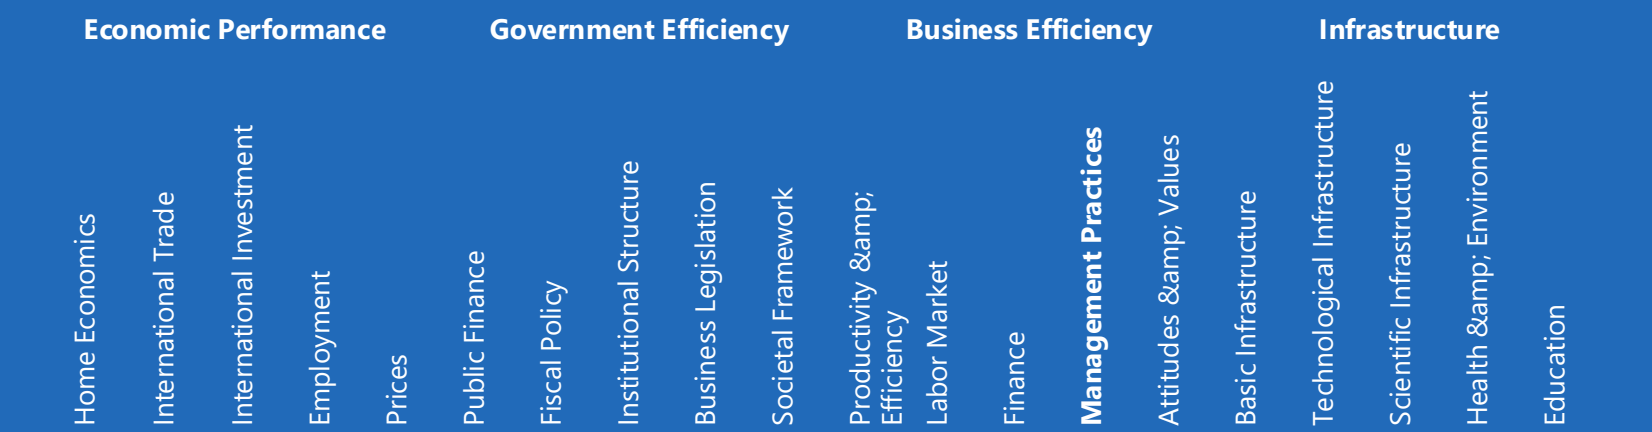 Economic Performance
Government Efficiency
Business Efficiency
Infrastructure
Home Economics
International Trade
International Investment
Employment
Prices
Public Finance
Fiscal Policy
Institutional Structure
Business Legislation
Societal Framework
Productivity &amp;
Efficiency
Labor Market
Finance
Management Practices
Attitudes &amp; Values
Basic Infrastructure
Technological Infrastructure
Scientific Infrastructure
Health &amp; Environment
Education